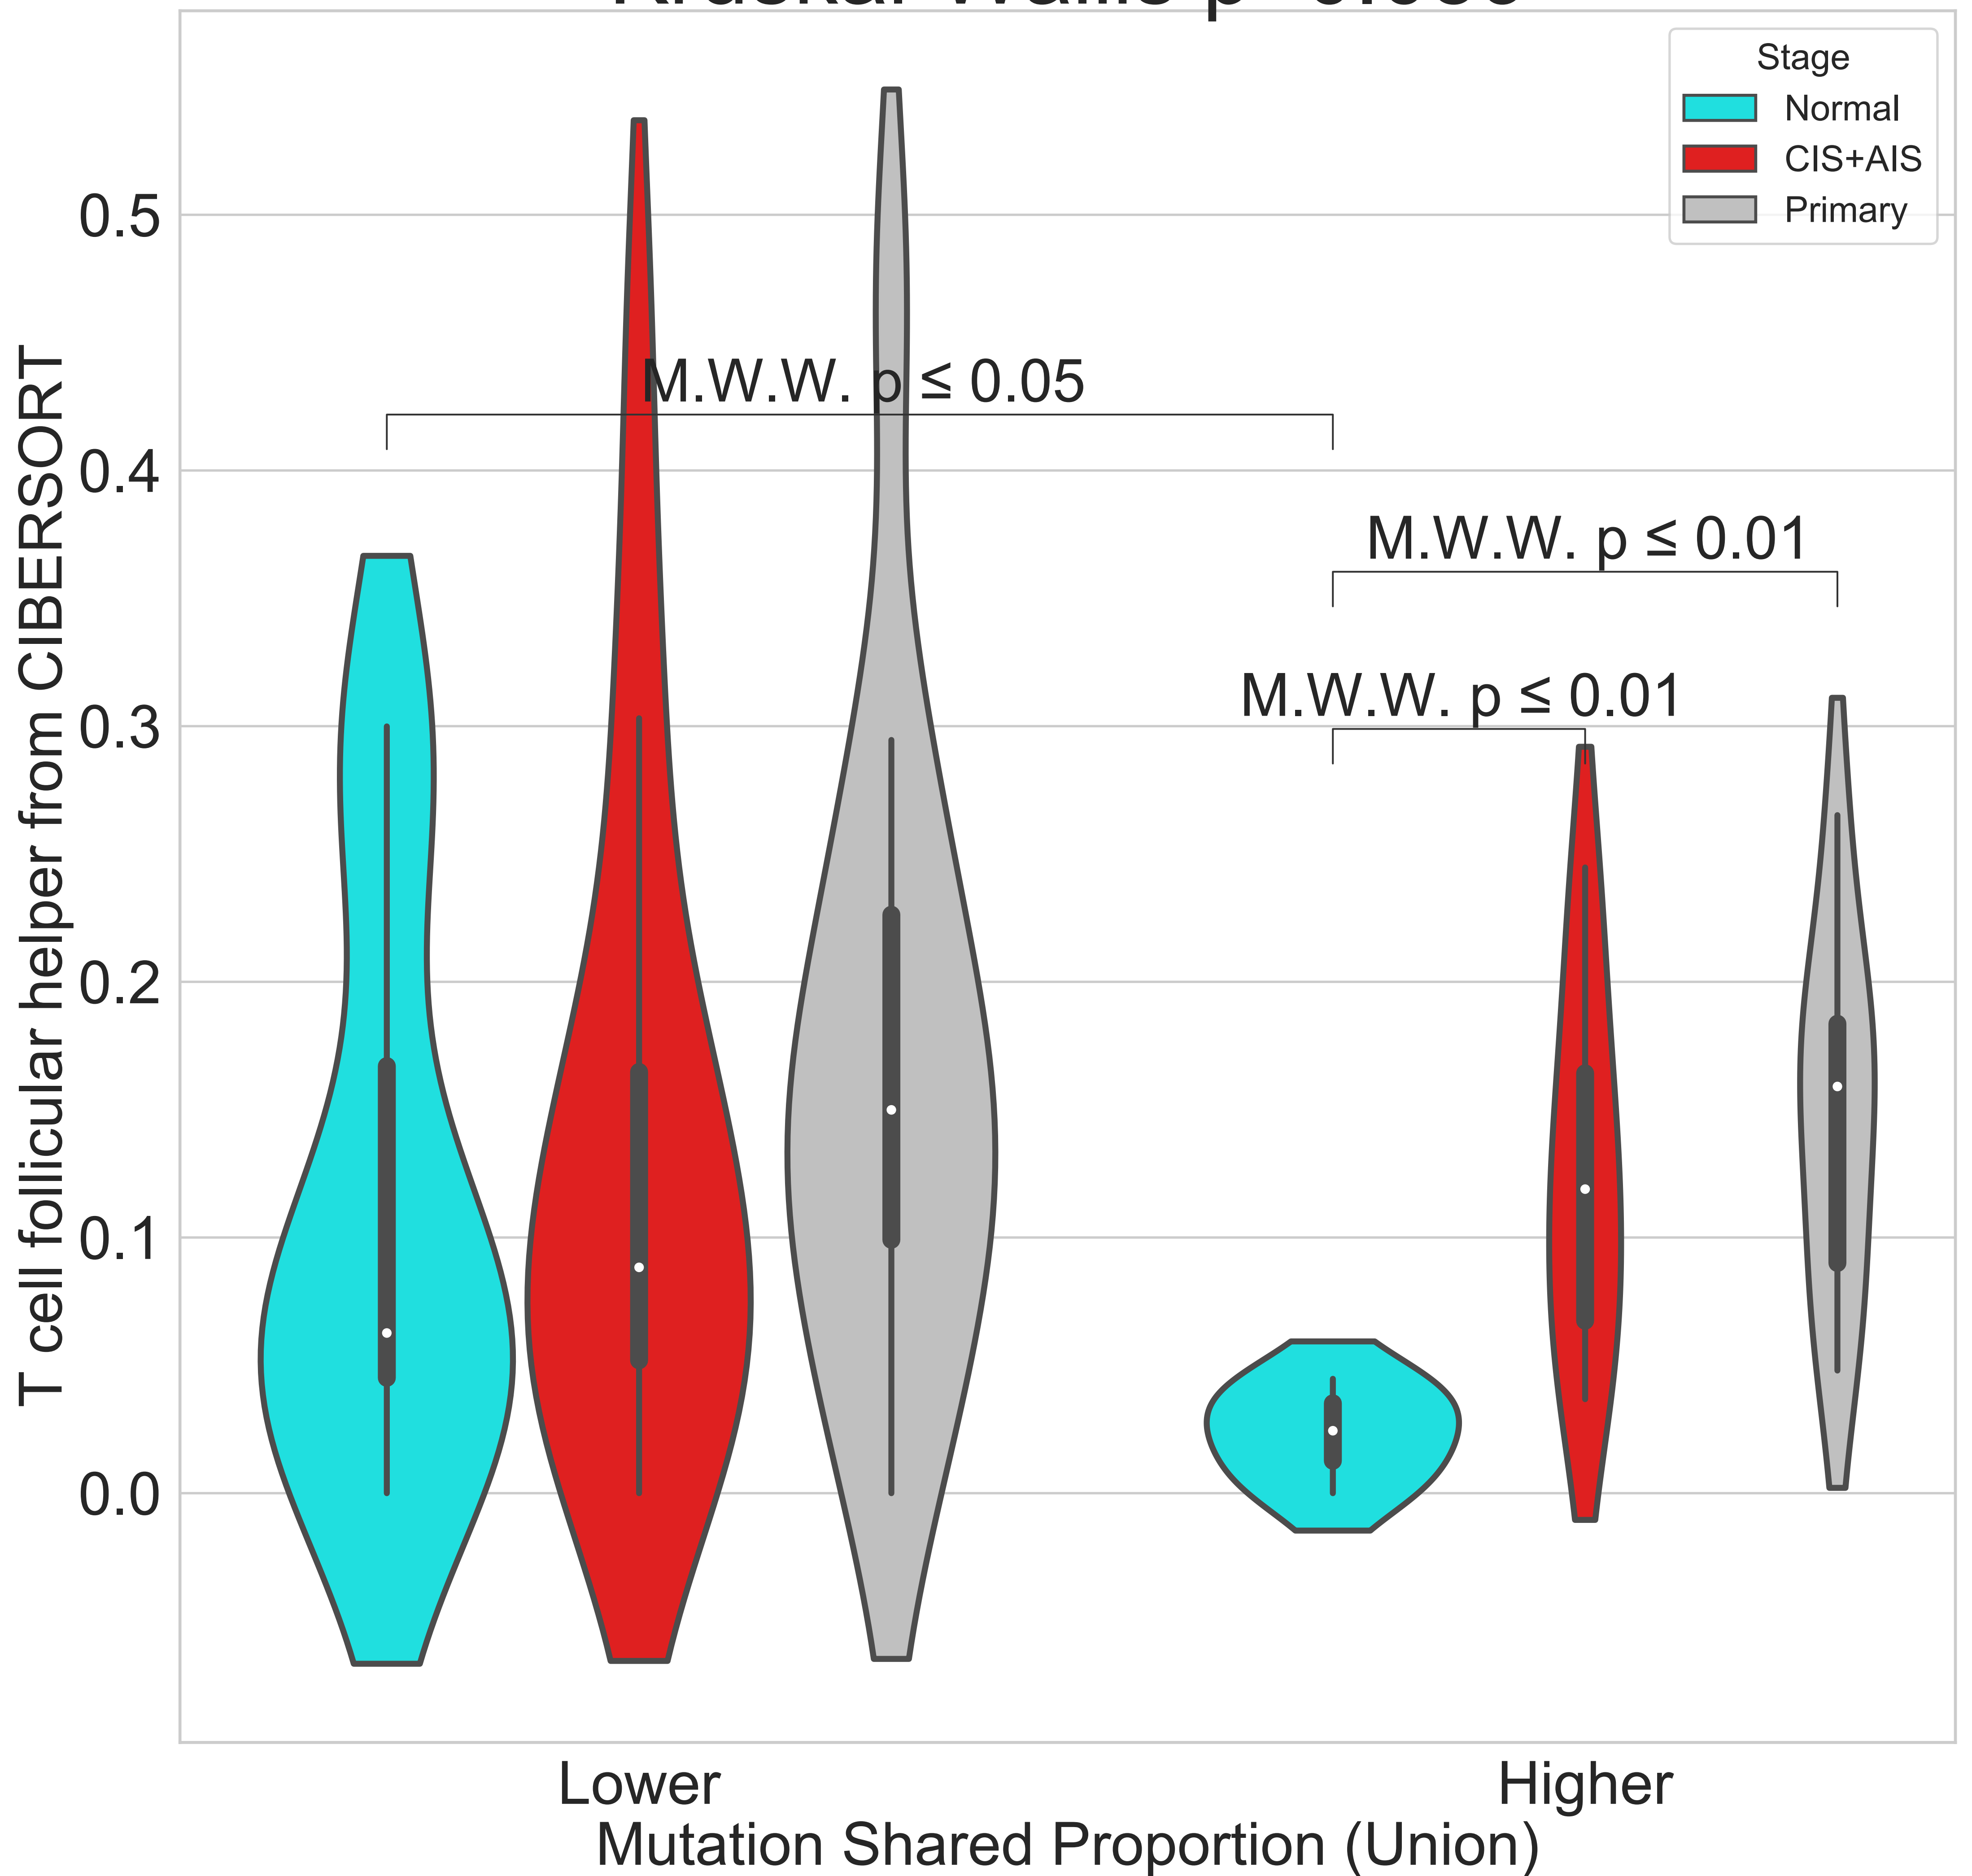 Stage
Normal
CIS+AIS
Primary
T cell follicular helper from CIBERSORT
0.5
0.4
0.3
0.2
0.1
0.0
M.W.W. p ≤ 0.05
M.W.W. p ≤ 0.01
M.W.W. p ≤ 0.01
Lower
Higher
Mutation Shared Proportion (Union)